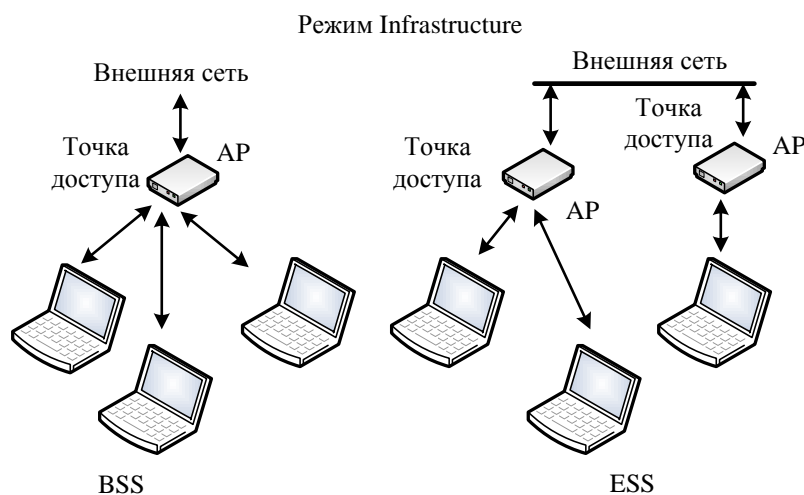 Режим Infrastructure
Внешняя сеть
Точка
доступа
AP
BSS
Внешняя сеть
Точка
доступа
AP
Точка
доступа
AP
ESS